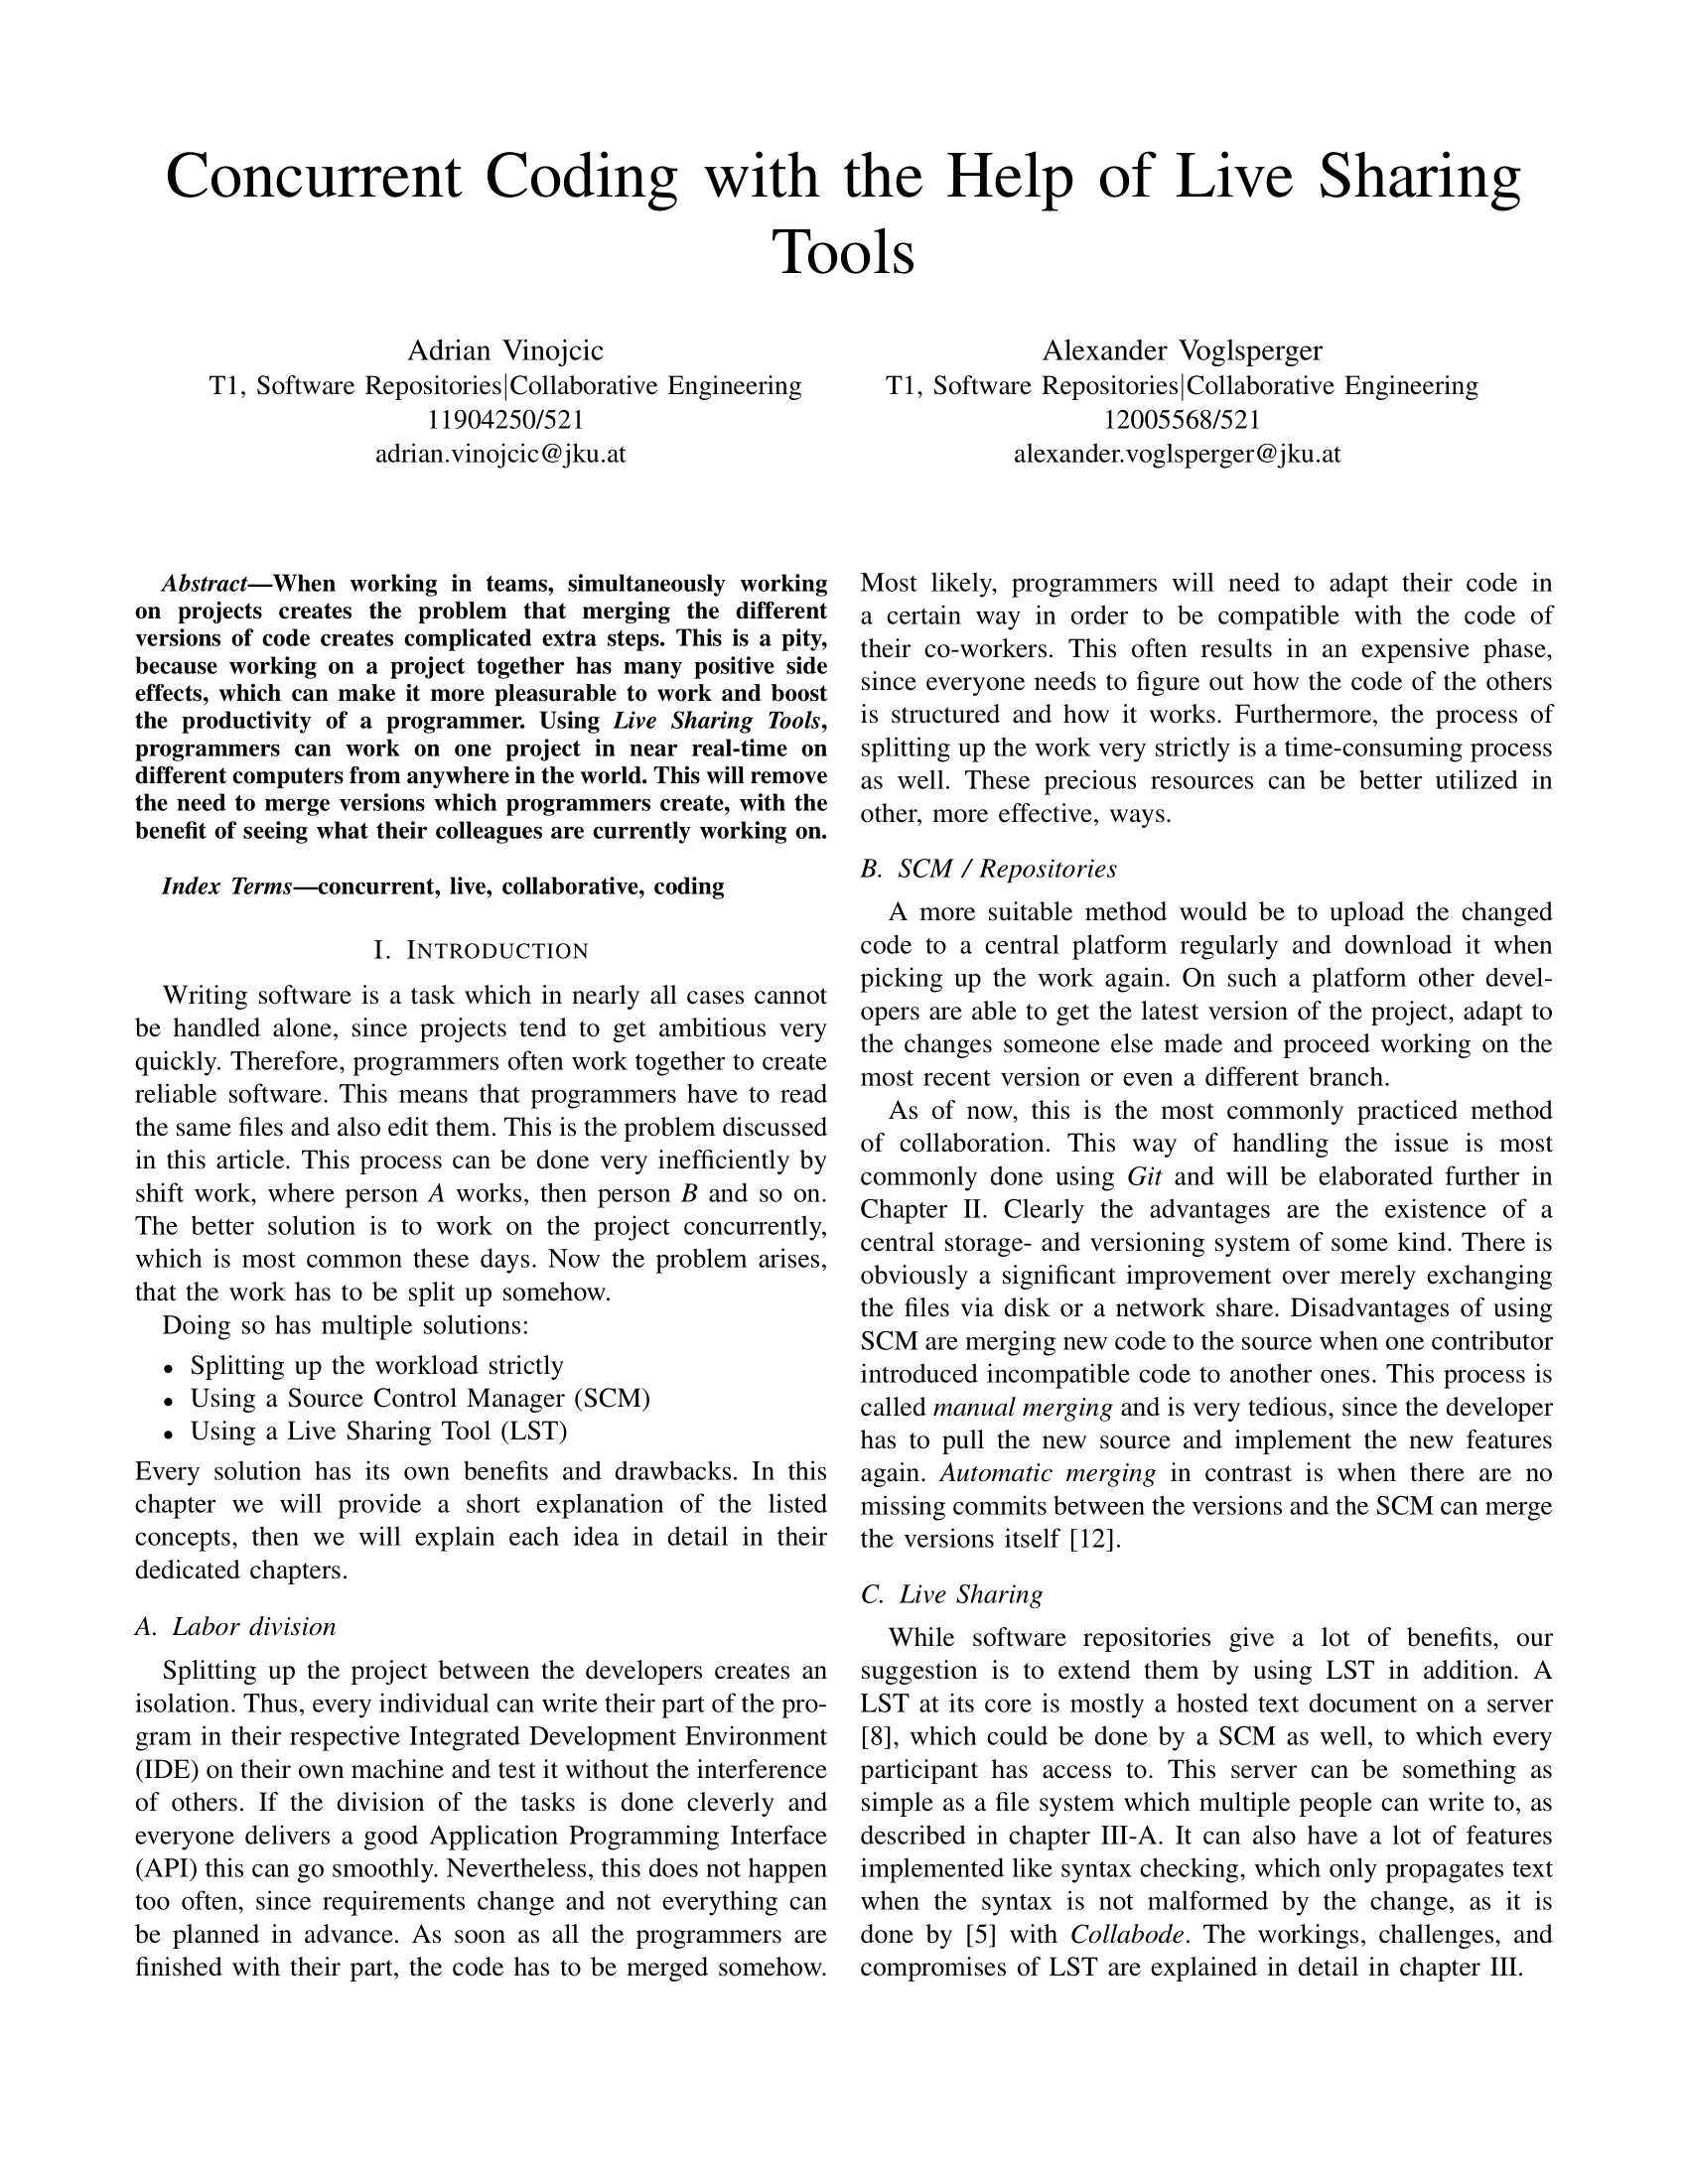 Concurrent Coding with the Help of Live Sharing
Tools
Adrian Vinojcic
T1, Software Repositories|Collaborative Engineering
11904250/521
adrian.vinojcic@jku.at
Alexander Voglsperger
T1, Software Repositories|Collaborative Engineering
12005568/521
alexander.voglsperger@jku.at
Abstract—When working in teams, simultaneously working
on projects creates the problem that merging the different
versions of code creates complicated extra steps. This is a pity,
because working on a project together has many positive side
effects, which can make it more pleasurable to work and boost
the productivity of a programmer. Using Live Sharing Tools,
programmers can work on one project in near real-time on
different computers from anywhere in the world. This will remove
the need to merge versions which programmers create, with the
benefit of seeing what their colleagues are currently working on.
Index Terms—concurrent, live, collaborative, coding
I. INTRODUCTION
Writing software is a task which in nearly all cases cannot
be handled alone, since projects tend to get ambitious very
quickly. Therefore, programmers often work together to create
reliable software. This means that programmers have to read
the same files and also edit them. This is the problem discussed
in this article. This process can be done very inefficiently by
shift work, where person A works, then person B and so on.
The better solution is to work on the project concurrently,
which is most common these days. Now the problem arises,
that the work has to be split up somehow.
Doing so has multiple solutions:
• Splitting up the workload strictly
• Using a Source Control Manager (SCM)
• Using a Live Sharing Tool (LST)
Every solution has its own benefits and drawbacks. In this
chapter we will provide a short explanation of the listed
concepts, then we will explain each idea in detail in their
dedicated chapters.
A. Labor division
Splitting up the project between the developers creates an
isolation. Thus, every individual can write their part of the pro-
gram in their respective Integrated Development Environment
(IDE) on their own machine and test it without the interference
of others. If the division of the tasks is done cleverly and
everyone delivers a good Application Programming Interface
(API) this can go smoothly. Nevertheless, this does not happen
too often, since requirements change and not everything can
be planned in advance. As soon as all the programmers are
finished with their part, the code has to be merged somehow.
Most likely, programmers will need to adapt their code in
a certain way in order to be compatible with the code of
their co-workers. This often results in an expensive phase,
since everyone needs to figure out how the code of the others
is structured and how it works. Furthermore, the process of
splitting up the work very strictly is a time-consuming process
as well. These precious resources can be better utilized in
other, more effective, ways.
B. SCM / Repositories
A more suitable method would be to upload the changed
code to a central platform regularly and download it when
picking up the work again. On such a platform other devel-
opers are able to get the latest version of the project, adapt to
the changes someone else made and proceed working on the
most recent version or even a different branch.
As of now, this is the most commonly practiced method
of collaboration. This way of handling the issue is most
commonly done using Git and will be elaborated further in
Chapter II. Clearly the advantages are the existence of a
central storage- and versioning system of some kind. There is
obviously a significant improvement over merely exchanging
the files via disk or a network share. Disadvantages of using
SCM are merging new code to the source when one contributor
introduced incompatible code to another ones. This process is
called manual merging and is very tedious, since the developer
has to pull the new source and implement the new features
again. Automatic merging in contrast is when there are no
missing commits between the versions and the SCM can merge
the versions itself [12].
C. Live Sharing
While software repositories give a lot of benefits, our
suggestion is to extend them by using LST in addition. A
LST at its core is mostly a hosted text document on a server
[8], which could be done by a SCM as well, to which every
participant has access to. This server can be something as
simple as a file system which multiple people can write to, as
described in chapter III-A. It can also have a lot of features
implemented like syntax checking, which only propagates text
when the syntax is not malformed by the change, as it is
done by [5] with Collabode. The workings, challenges, and
compromises of LST are explained in detail in chapter III.